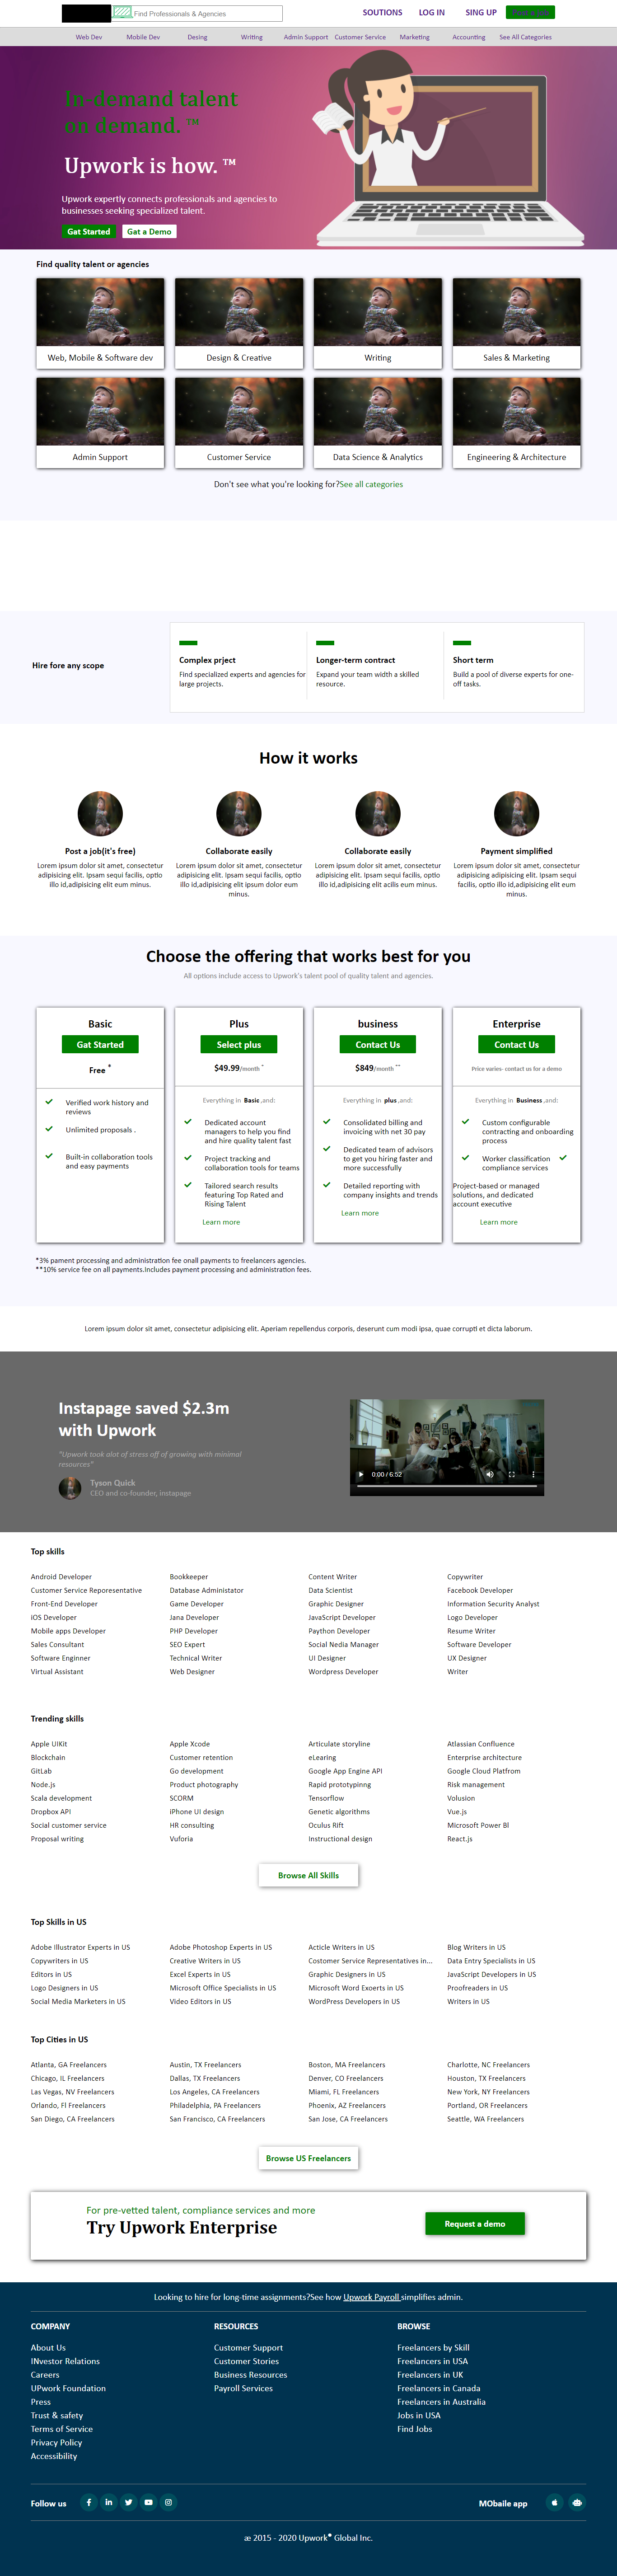 Find Professionals & Agencies
SOUTIONS LOG IN SING UP
Web Dev Mobile Dev Desing Writing Admin Support Customer Service Marketing Accounting See All Categories
In-demand talent
on demand. ™
Upwork is how. ™
Upwork expertly connects professionals and agencies to
businesses seeking specialized talent.
Gat Started Gat a Demo
Find quality talent or agencies
Web, Mobile & Software dev Design & Creative Writing Sales & Marketing
Admin Support Customer Service Data Science & Analytics Engineering & Architecture
Don't see what you're looking for?See all categories
Hire fore any scope
Complex prject Longer-term contract Short term
Find specialized experts and agencies for Expand your team width a skilled Build a pool of diverse experts for one-
large projects. resource. off tasks.
How it works
Post a job(it's free) Collaborate easily Collaborate easily Payment simplified
Lorem ipsum dolor sit amet, consectetur Lorem ipsum dolor sit amet, consectetur Lorem ipsum dolor sit amet, consectetur Lorem ipsum dolor sit amet, consectetur
adipisicing elit. Ipsam sequi facilis, optio adipisicing elit. Ipsam sequi facilis, optio adipisicing elit. Ipsam sequi facilis, optio adipisicing adipisicing elit. Ipsam sequi
illo id,adipisicing elit eum minus. illo id,adipisicing elit ipsum dolor eum illo id,adipisicing elit acilis eum minus. facilis, optio illo id,adipisicing elit eum
minus. minus.
Choose the offering that works best for you
All options include access to Upwork's talent pool of quality talent and agencies.
Basic
Gat Started
Free *
Verified work history and
reviews
Unlimited proposals .
Built-in collaboration tools
and easy payments
Plus
Select plus
$49.99/month *
Everything in Basic ,and:
Dedicated account
managers to help you find
and hire quality talent fast
Project tracking and
collaboration tools for teams
Tailored search results
featuring Top Rated and
Rising Talent
Learn more
business
Contact Us
$849/month **
Everything in plus ,and:
Consolidated billing and
invoicing with net 30 pay
Dedicated team of advisors
to get you hiring faster and
more successfully
Detailed reporting with
company insights and trends
Learn more
Enterprise
Contact Us
Price varies- contact us for a demo
Everything in Business ,and:
Custom configurable
contracting and onboarding
process
Worker classification
compliance services
Project-based or managed
solutions, and dedicated
account executive
Learn more
*3% pament processing and administration fee onall payments to freelancers agencies.
**10% service fee on all payments.Includes payment processing and administration fees.
Lorem ipsum dolor sit amet, consectetur adipisicing elit. Aperiam repellendus corporis, deserunt cum modi ipsa, quae corrupti et dicta laborum.
Instapage saved $2.3m
with Upwork
"Upwork took alot of stress off of growing with minimal
resources"
Tyson Quick
CEO and co-founder, instapage
0:00 / 6:52
Top skills
Android Developer Bookkeeper Content Writer Copywriter
Customer Service Reporesentative Database Administator Data Scientist Facebook Developer
Front-End Developer Game Developer Graphic Designer Information Security Analyst
iOS Developer Jana Developer JavaScript Developer Logo Developer
Mobile apps Developer PHP Developer Paython Developer Resume Writer
Sales Consultant SEO Expert Social Nedia Manager Software Developer
Software Enginner Technical Writer UI Designer UX Designer
Virtual Assistant Web Designer Wordpress Developer Writer
Trending skills
Apple UIKit Apple Xcode Articulate storyline Atlassian Confluence
Blockchain Customer retention eLearing Enterprise architecture
GitLab Go development Google App Engine API Google Cloud Platfrom
Node.js Product photography Rapid prototypinng Risk management
Scala development SCORM Tensorflow Volusion
Dropbox API iPhone UI design Genetic algorithms Vue.js
Social customer service HR consulting Oculus Rift Microsoft Power Bl
Proposal writing Vuforia Instructional design React.js
Browse All Skills
Top Skills in US
Adobe Illustrator Experts in US Adobe Photoshop Experts in US Acticle Writers in US Blog Writers in US
Copywriters in US Creative Writers in US Costomer Service Representatives in... Data Entry Specialists in US
Editors in US Excel Experts in US Graphic Designers in US JavaScript Developers in US
Logo Designers in US Microsoft Office Specialists in US Microsoft Word Exoerts in US Proofreaders in US
Social Media Marketers in US Video Editors in US WordPress Developers in US Writers in US
Top Cities in US
Atlanta, GA Freelancers Austin, TX Freelancers Boston, MA Freelancers Charlotte, NC Freelancers
Chicago, IL Freelancers Dallas, TX Freelancers Denver, CO Freelancers Houston, TX Freelancers
Las Vegas, NV Freelancers Los Angeles, CA Freelancers Miami, FL Freelancers New York, NY Freelancers
Orlando, Fl Freelancers Philadelphia, PA Freelancers Phoenix, AZ Freelancers Portland, OR Freelancers
San Diego, CA Freelancers San Francisco, CA Freelancers San Jose, CA Freelancers Seattle, WA Freelancers
Browse US Freelancers
For pre-vetted talent, compliance services and more
Try Upwork Enterprise
Request a demo
Looking to hire for long-time assignments?See how Upwork Payroll simplifies admin.
COMPANY RESOURCES BROWSE
About Us Customer Support Freelancers by Skill
INvestor Relations Customer Stories Freelancers in USA
Careers Business Resources Freelancers in UK
UPwork Foundation Payroll Services Freelancers in Canada
Press Freelancers in Australia
Trust & safety Jobs in USA
Terms of Service Find Jobs
Privacy Policy
Accessibility
Follow us MObaile app
æ 2015 - 2020 Upwork® Global Inc.